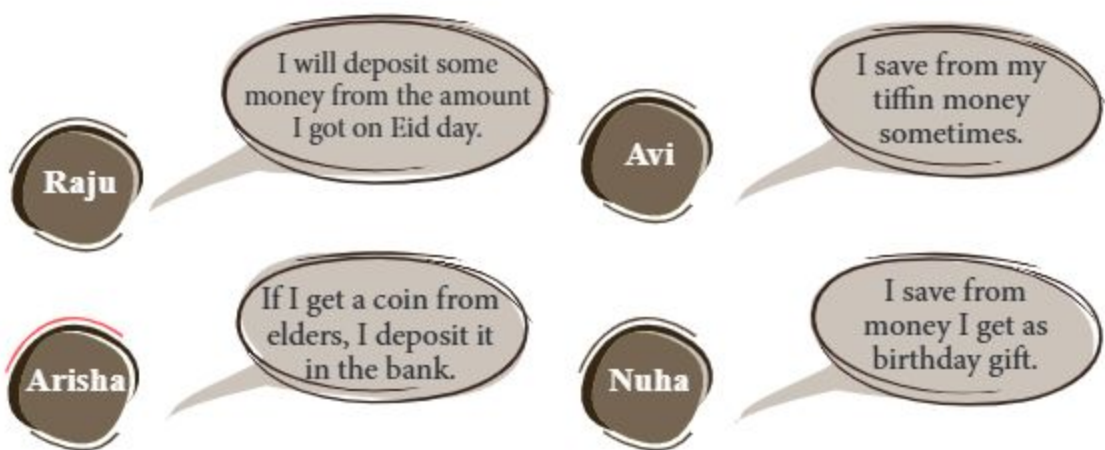 Raju
I will deposit some
money from the amount
I got on Eid day.
Avi
I save from my
tiffin money
sometimes.
Arisha
If I get a coin from
elders, I deposit it
in the bank.
Nuha
I save from
money I get as
birthday gift.